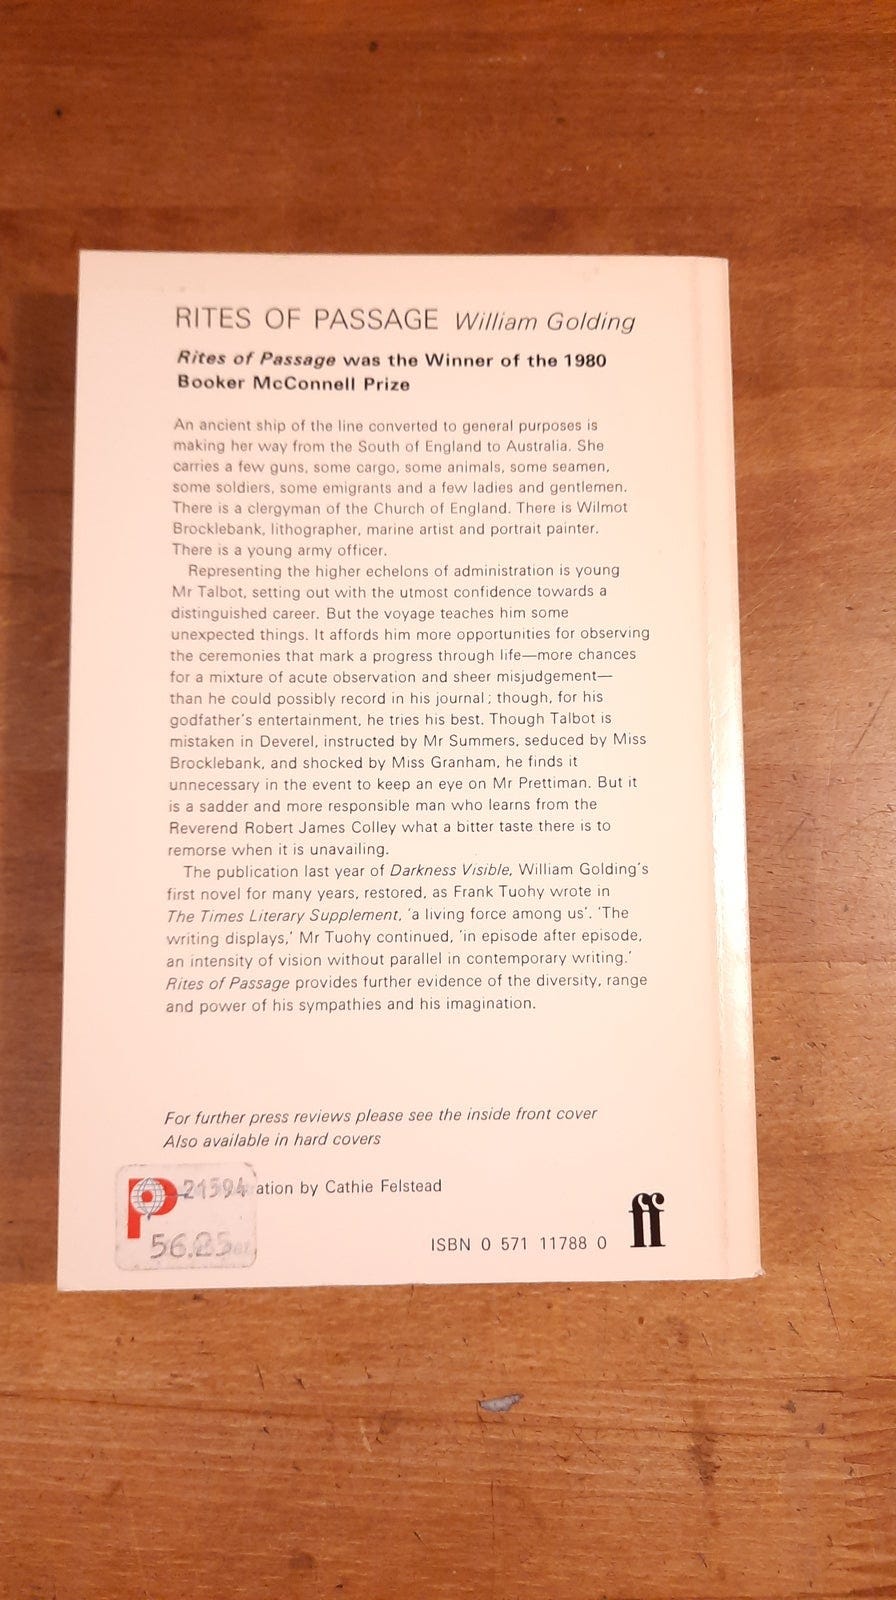 RITES OF PASSAGE William Golding
Rites of Passage was the Winner of the 1980
Booker McConnell Prize
An ancient ship of the line converted to general purposes is
making her way from the South of England to Australia. She
carries a few guns, some cargo, some animals, some seamen,
some soldiers, some emigrants and a few ladies and gentlemen.
There is a clergyman of the Church of England. There is Wilmot
Brocklebank, lithographer, marine artist and portrait painter.
There is a young army officer.
Representing the higher echelons of administration is young
Mr Talbot, setting out with the utmost confidence towards a
distinguished career. But the voyage teaches him some
unexpected things. It affords him more opportunities for observing
the ceremonies that mark a progress through life—more chances
for a mixture of acute observation and sheer misjudgement—
than he could possibly record in his journal; though, for his
godfather's entertainment, he tries his best. Though Talbot is
mistaken in Deverel, instructed by Mr Summers, seduced by Miss
Brocklebank, and shocked by Miss Granham, he finds it
unnecessary in the event to keep an eye on Mr Prettiman. But it
is a sadder and more responsible man who learns from the
Reverend Robert James Colley what a bitter taste there is to
remorse when it is unavailing.
The publication last year of Darkness Visible, William Golding's
first novel for many years, restored, as Frank Tuohy wrote in
The Times Literary Supplement, 'a living force among us'. 'The
writing displays,' Mr Tuohy continued, 'in episode after episode,
an intensity of vision without parallel in contemporary writing.'
Rites of Passage provides further evidence of the diversity, range
and power of his sympathies and his imagination.
For further press reviews please see the inside front cover
Also available in hard covers
P 21594 ation by Cathie Felstead
56.25
ISBN 0 571 11788 0 ff